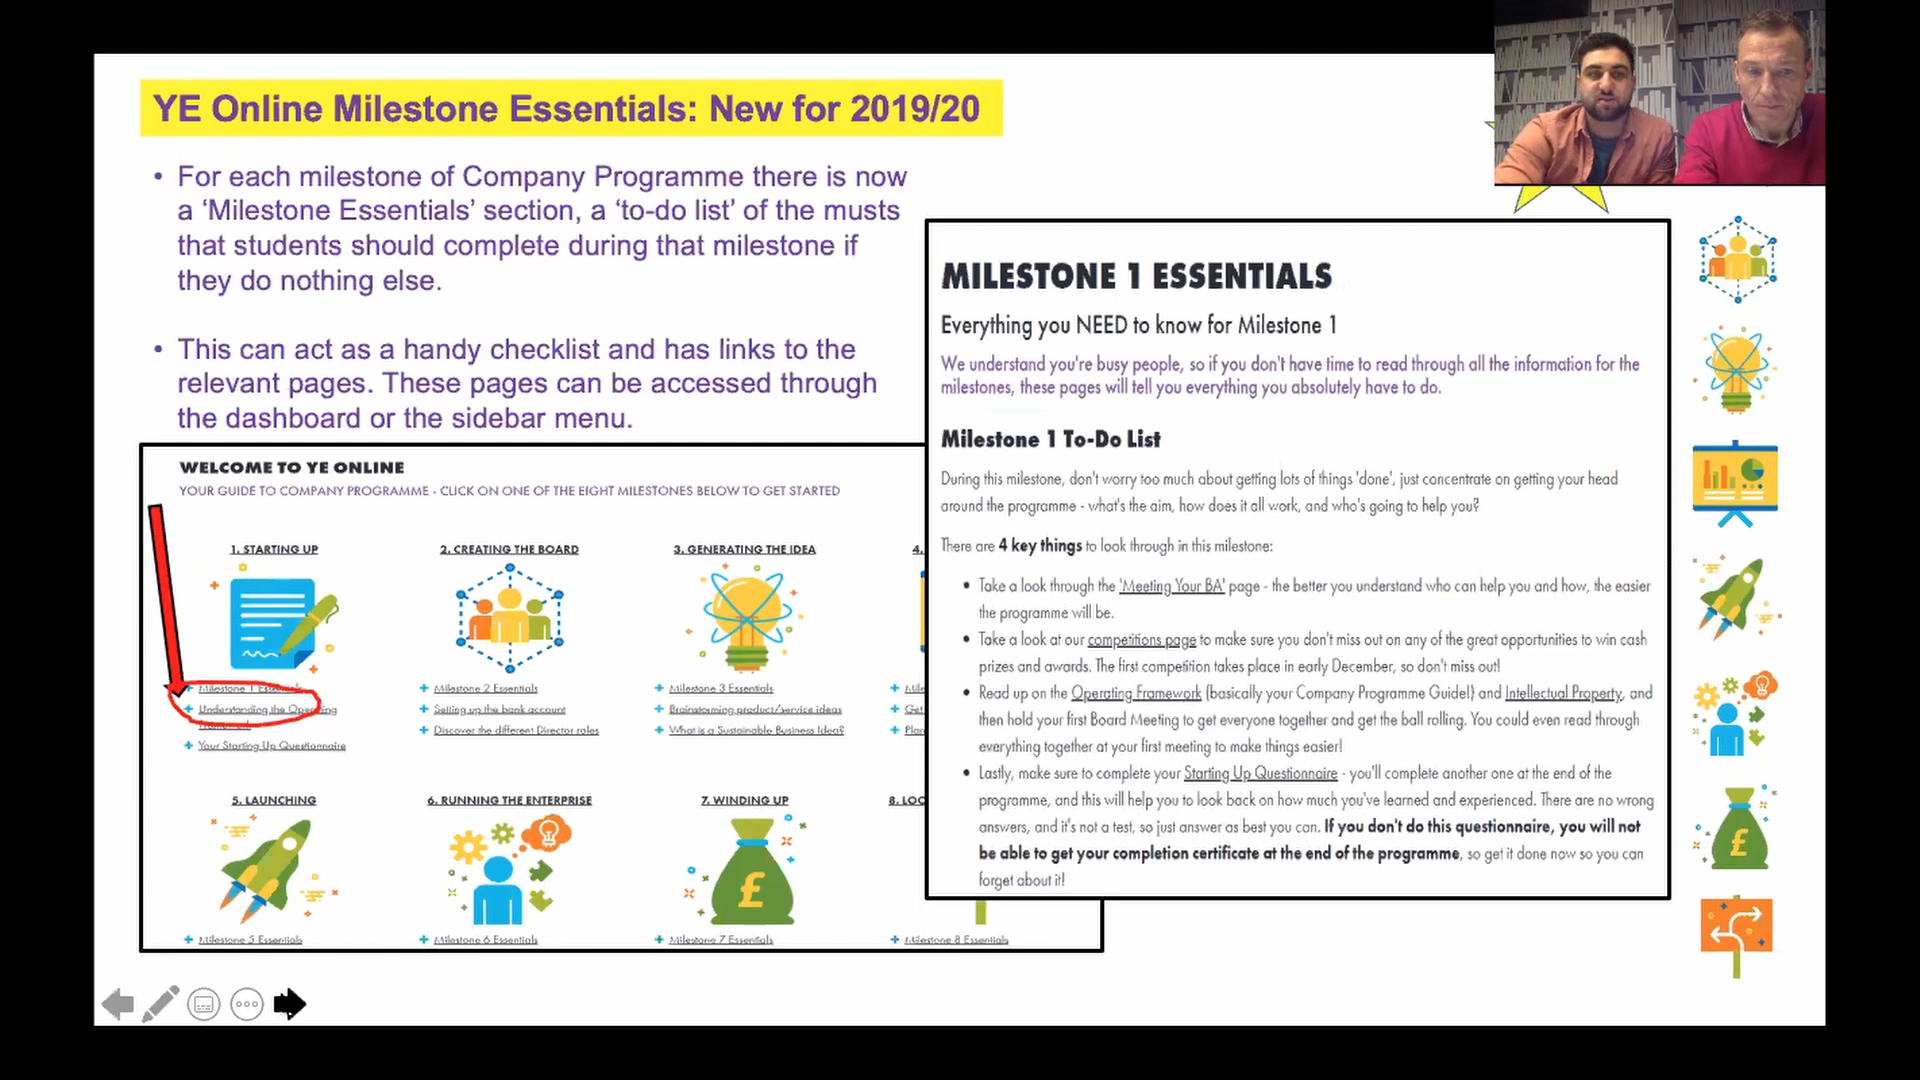 YE Online Milestone Essentials: New for 2019/20
• For each milestone of Company Programme there is now
a ‘Milestone Essentials’ section, a ‘to-do list’ of the musts
that students should complete during that milestone if
they do nothing else.
• This can act as a handy checklist and has links to the
relevant pages. These pages can be accessed through
the dashboard or the sidebar menu.
WELCOME TO YE ONLINE
YOUR GUIDE TO COMPANY PROGRAMME - CLICK ON ONE OF THE EIGHT MILESTONES BELOW TO GET STARTED
1. STARTING UP
Milestone 1
Understanding the Operating
Your Starting Up Questionnaire
2. CREATING THE BOARD
Milestone 2 Essentials
Setting up the bank account
Discover the different Director roles
3. GENERATING THE IDEA
Milestone 3 Essentials
Brainstorming product/service ideas
What is a Sustainable Business Idea?
4.
Get
5. LAUNCHING
Milestone 5 Essentials
6. RUNNING THE ENTERPRISE
Milestone 6 Essentials
7. WINDING UP
£
Milestone 7 Essentials
8.
Milestone 8 Essentials
MILESTONE 1 ESSENTIALS
Everything you NEED to know for Milestone 1
We understand you're busy people, so if you don't have time to read through all the information for the
milestones, these pages will tell you everything you absolutely have to do.
Milestone 1 To-Do List
During this milestone, don't worry too much about getting lots of things 'done', just concentrate on getting your head
around the programme - what's the aim, how does it all work, and who's going to help you?
There are 4 key things to look through in this milestone:
• Take a look through the 'Meeting Your BA' page - the better you understand who can help you and how, the easier
the programme will be.
• Take a look at our competitions page to make sure you don't miss out on any of the great opportunities to win cash
prizes and awards. The first competition takes place in early December, so don't miss out!
• Read up on the Operating Framework (basically your Company Programme Guide!) and Intellectual Property, and
then hold your first Board Meeting to get everyone together and get the ball rolling. You could even read through
everything together at your first meeting to make things easier!
• Lastly, make sure to complete your Starting Up Questionnaire - you'll complete another one at the end of the
programme, and this will help you to look back on how much you've learned and experienced. There are no wrong
answers, and it's not a test, so just answer as best you can. If you don't do this questionnaire, you will not
be able to get your completion certificate at the end of the programme, so get it done now so you can
forget about it!
£